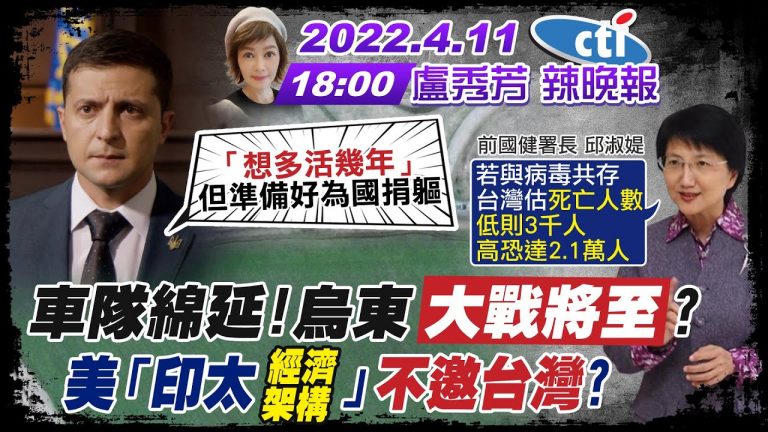 2022.4.11
cti
18:00 盧秀芳 辣晚報
「想多活幾年」
但準備好為國捐軀
前國健署長 邱淑媞
若與病毒共存
台灣估死亡人數
低則3千人
高恐達2.1萬人
車隊綿延!烏東大戰將至?
美「印太經濟架構」不邀台灣?